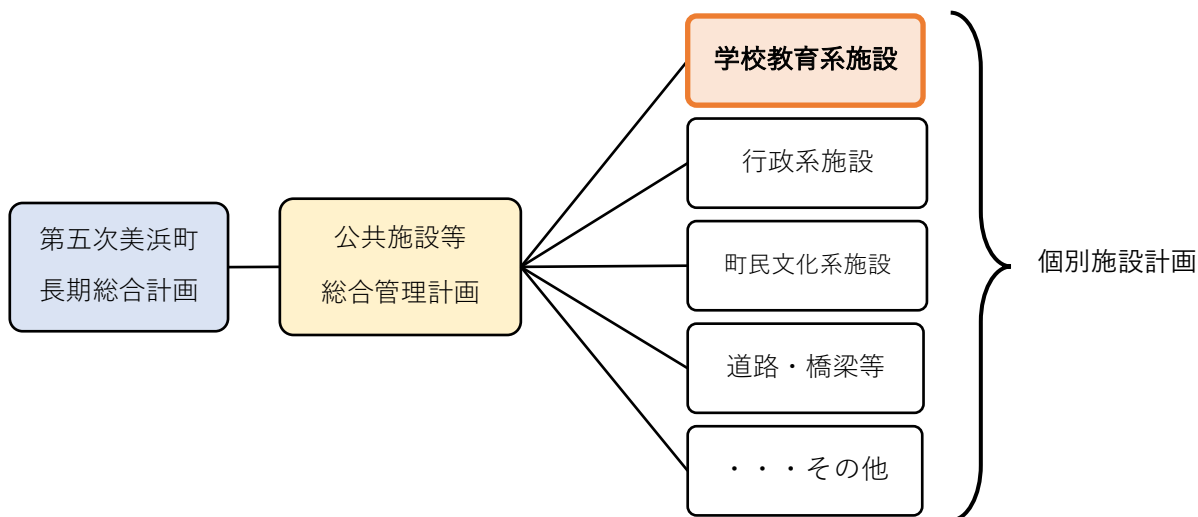 第五次美浜町
長期総合計画
公共施設等
総合管理計画
学校教育系施設
行政系施設
町民文化系施設
道路・橋梁等
・・・その他
個別施設計画